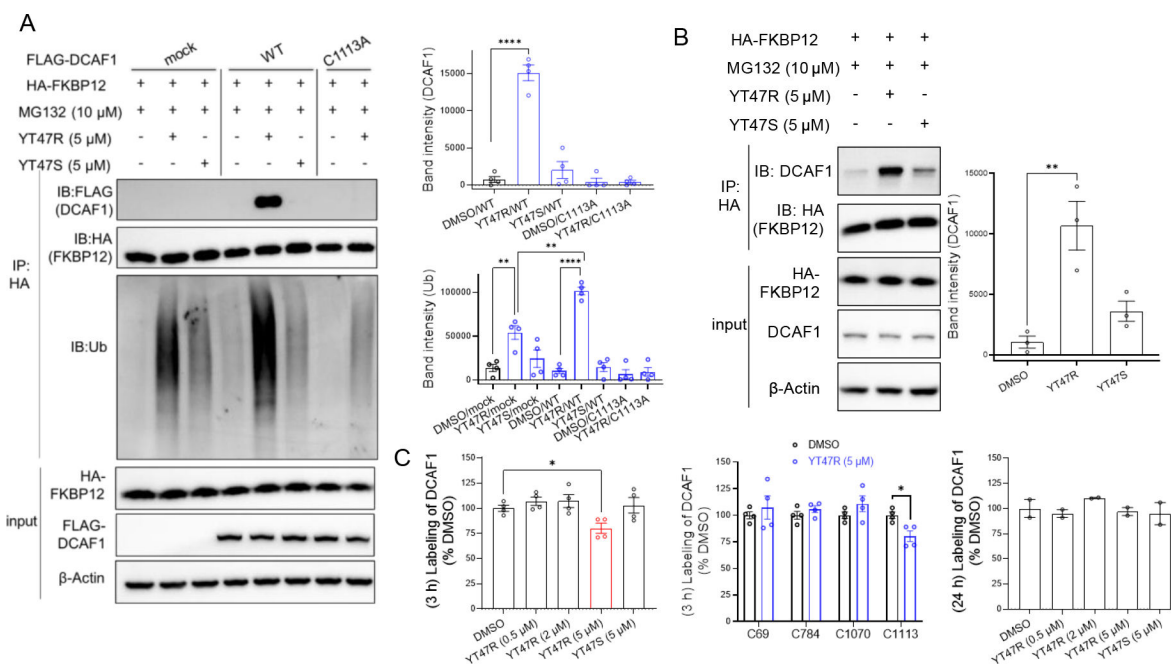 A
FLAG-DCAF1
mock
WT
C1113A
HA-FKBP12
+ + + + + + + +
MG132 (10 µM)
+ + + + + + + +
YT47R (5 µM)
- + - - + - - +
YT47S (5 µM)
- - + - - + - -
IP:
HA
IB:FLAG
(DCAF1)
IB:HA
(FKBP12)
IB:Ub
input
HA-
FKBP12
FLAG-
DCAF1
β-Actin
Band intensity (DCAF1)
15000
10000
5000
0
****
DMSO/WT
YT47R/WT
YT47S/WT
DMSO/C1113A
YT47R/C1113A
Band intensity (Ub)
100000
50000
0
**
**
****
DMSO/mock
YT47R/mock
YT47S/mock
DMSO/WT
YT47R/WT
YT47S/WT
DMSO/C1113A
YT47R/C1113A
B
HA-FKBP12
+ + +
MG132 (10 µM)
+ + +
YT47R (5 µM)
- + -
YT47S (5 µM)
- - +
IP:
HA
IB: DCAF1
IB: HA
(FKBP12)
input
HA-
FKBP12
DCAF1
β-Actin
Band intensity (DCAF1)
15000
10000
5000
0
**
DMSO
YT47R
YT47S
C
(3 h) Labeling of DCAF1
(% DMSO)
150
125
100
75
50
25
0
*
DMSO
YT47R (0.5 µM)
YT47R (2 µM)
YT47R (5 µM)
YT47S (5 µM)
DMSO
YT47R (5 µM)
(3 h) Labeling of DCAF1
(% DMSO)
150
125
100
75
50
25
0
*
C69
C784
C1070
C1113
(24 h) Labeling of DCAF1
(% DMSO)
150
125
100
75
50
25
0
DMSO
YT47R (0.5 µM)
YT47R (2 µM)
YT47R (5 µM)
YT47S (5 µM)